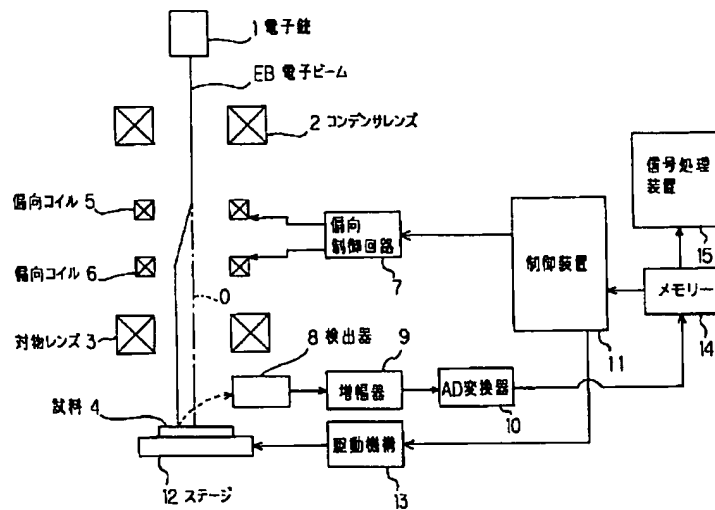 1 電子銃
EB 電子ビーム
2 コンデンサレンズ
信号処理
装置
15
偏向コイル 5
偏向
制御回路
7
制御装置
11
偏向コイル 6
O
メモリー
14
対物レンズ 3
8 検出器
9
増幅器
AD変換器
10
試料 4
駆動機構
13
12 ステージ